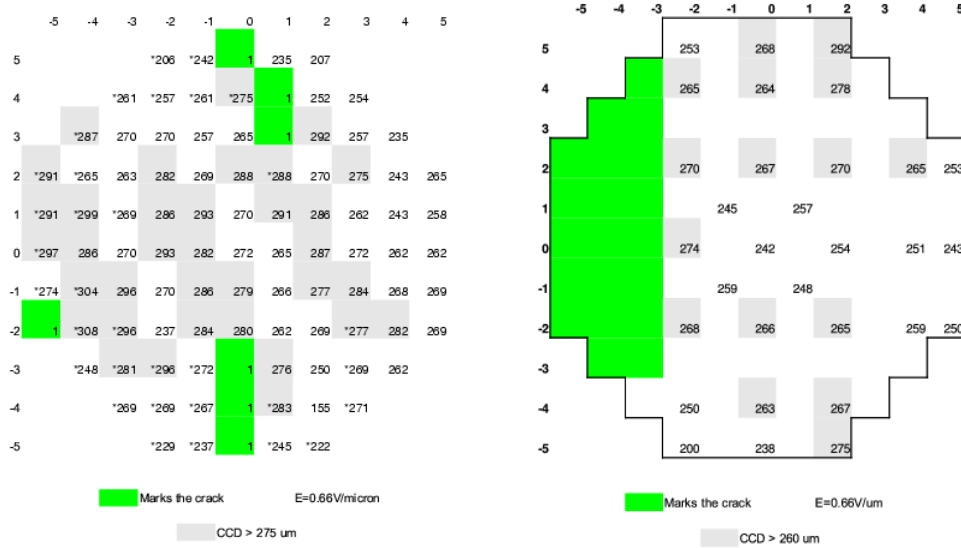 -5 -4 -3 -2 -1 0 1 2 3 4 5
5 *206 *242 1 235 207
4 *261 *257 *261 *275 1 252 254
3 *287 270 270 257 265 1 292 257 235
2 *291 *265 263 282 269 288 *288 270 275 243 265
1 *291 *299 *269 286 293 270 291 286 262 243 258
0 *297 286 270 293 282 272 265 287 272 262 262
-1 *274 *304 296 270 286 279 266 277 284 268 269
-2 1 *308 *296 237 284 280 262 269 *277 282 269
-3 *248 *281 *296 *272 1 276 250 *269 262
-4 *269 *269 *267 1 *283 155 *271
-5 *229 *237 1 *245 *222
Marks the crack E=0.66V/micron
CCD > 275 um
-5 -4 -3 -2 -1 0 1 2 3 4 5
5 253 268 292
4 265 264 278
3
2 270 267 270 265 253
1 245 257
0 274 242 254 251 243
-1 259 248
-2 268 266 265 259 250
-3
-4 250 263 267
-5 200 238 275
Marks the crack E=0.66V/um
CCD > 260 um